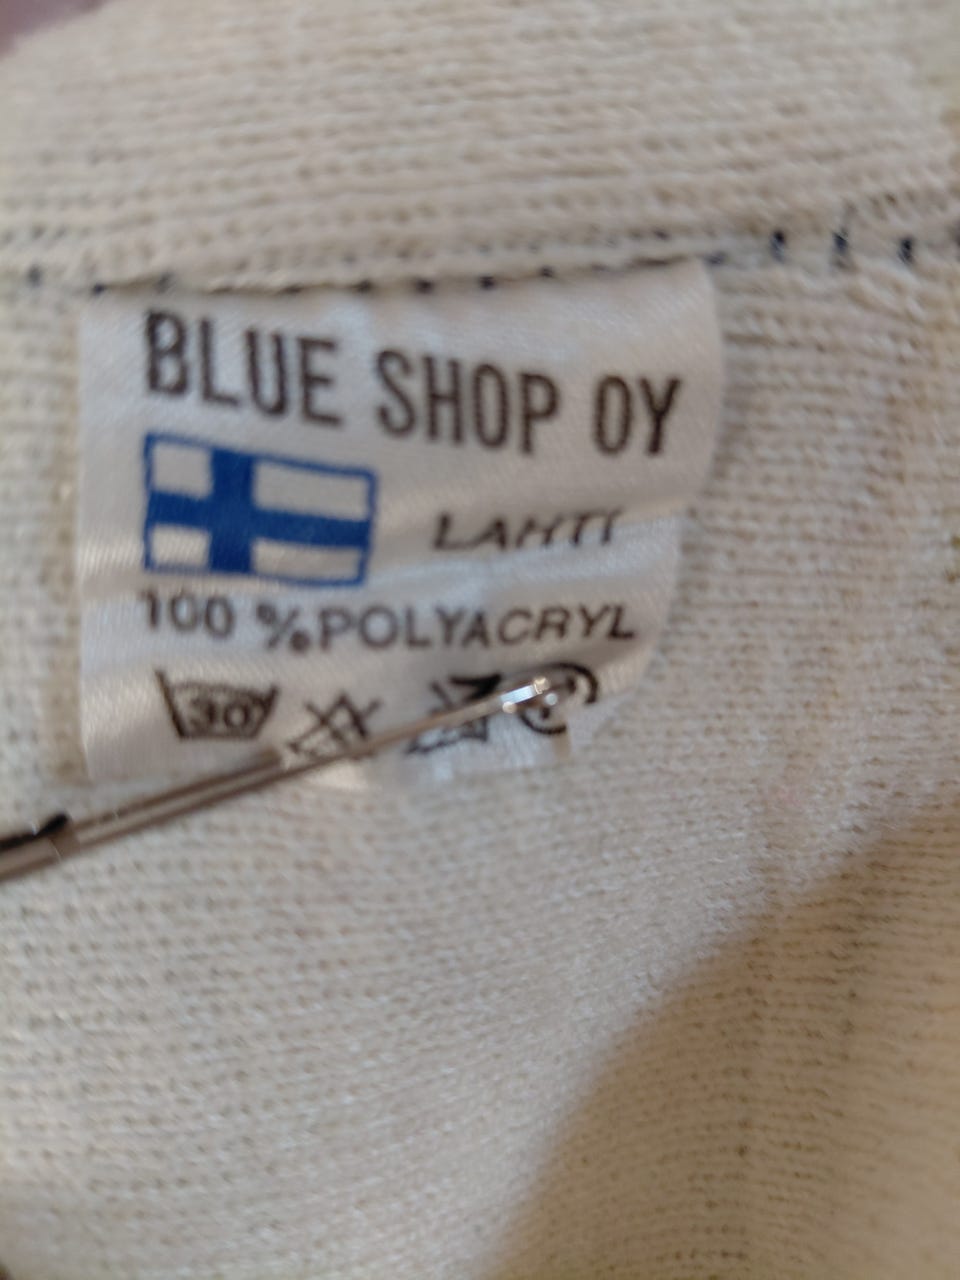 BLUE SHOP OY
LAHTI
100 %POLYACRYL
30